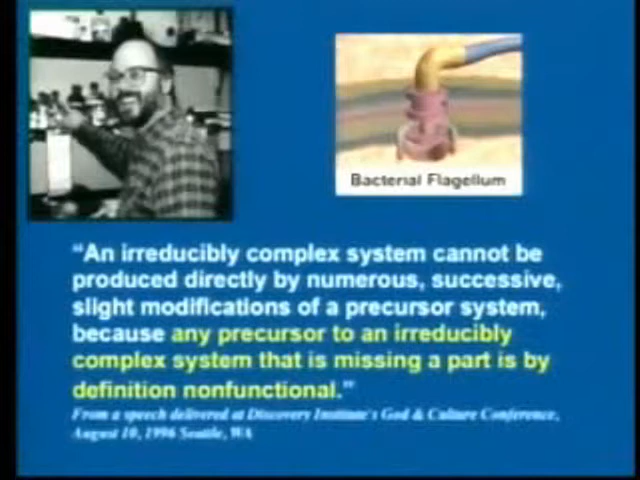 Bacterial Flagellum
“An irreducibly complex system cannot be
produced directly by numerous, successive,
slight modifications of a precursor system,
because any precursor to an irreducibly
complex system that is missing a part is by
definition nonfunctional.”
From a speech delivered at Discovery Institute's God & Culture Conference,
August 10, 1996 Seattle, WA